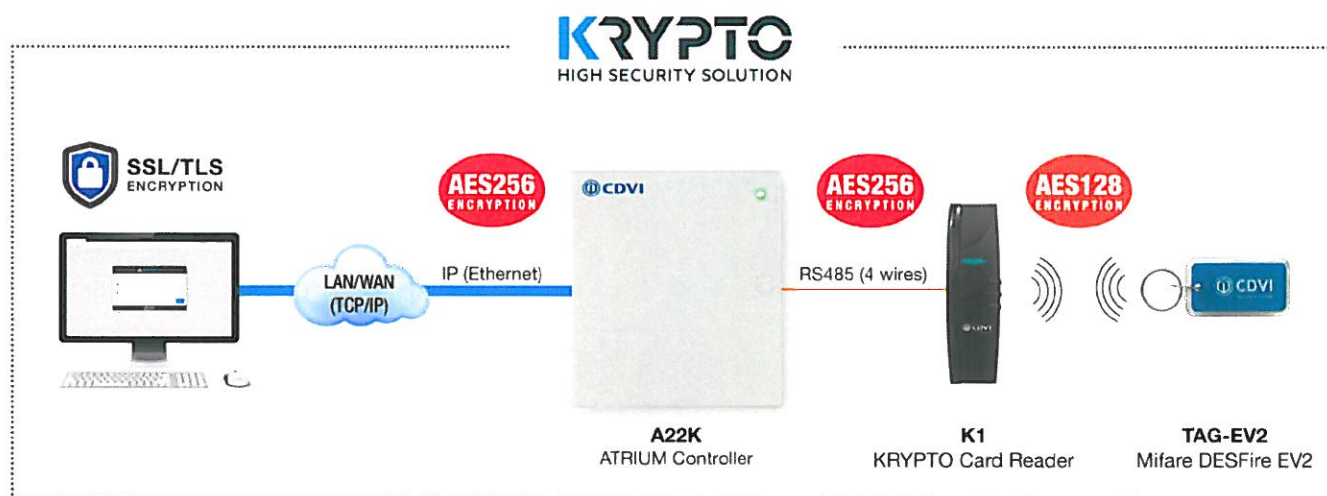 KRYPTO
HIGH SECURITY SOLUTION
SSL/TLS
ENCRYPTION
AES256
ENCRYPTION
CDVI
AES256
ENCRYPTION
AES128
ENCRYPTION
LAN/WAN
(TCP/IP)
IP (Ethernet)
RS485 (4 wires)
CDVI
CDVI
A22K
ATRIUM Controller
K1
KRYPTO Card Reader
TAG-EV2
Mifare DESFire EV2